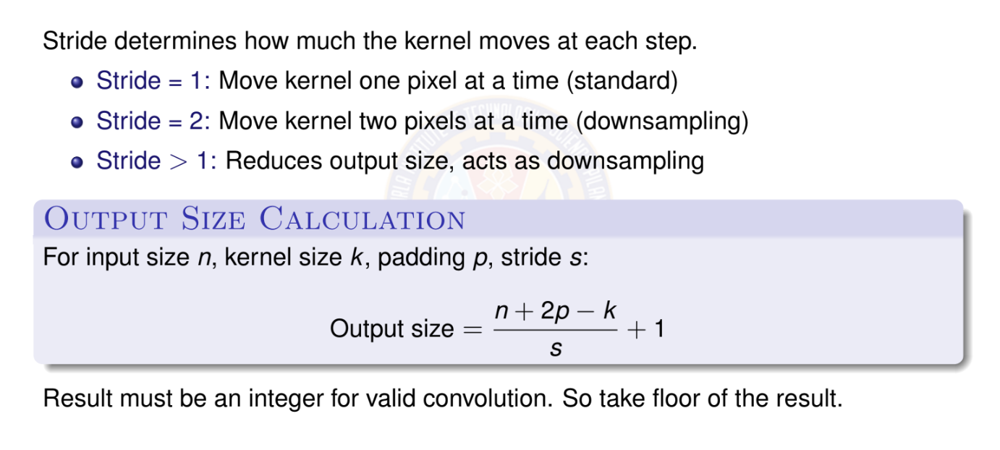 Stride determines how much the kernel moves at each step.
Stride = 1: Move kernel one pixel at a time (standard)
Stride = 2: Move kernel two pixels at a time (downsampling)
Stride > 1: Reduces output size, acts as downsampling
OUTPUT SIZE CALCULATION
For input size n, kernel size k, padding p, stride s:
Output size = (n + 2p − k) / s + 1
Result must be an integer for valid convolution. So take floor of the result.